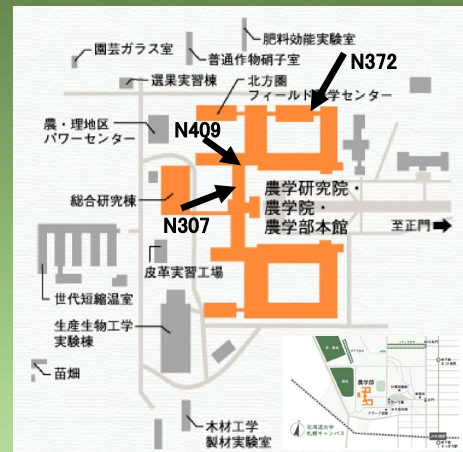 肥料効能実験室
園芸ガラス室
普通作物硝子室
N372
選果実習棟
北方圏
フィールド科学センター
農・理地区
パワーセンター
N409
総合研究棟
農学研究院・
農学院・
農学部本館
N307
至正門
皮革実習工場
世代短縮温室
生産生物工学
実験棟
農学部
苗畑
木材工学
製材実験室
北海道大学
札幌キャンパス